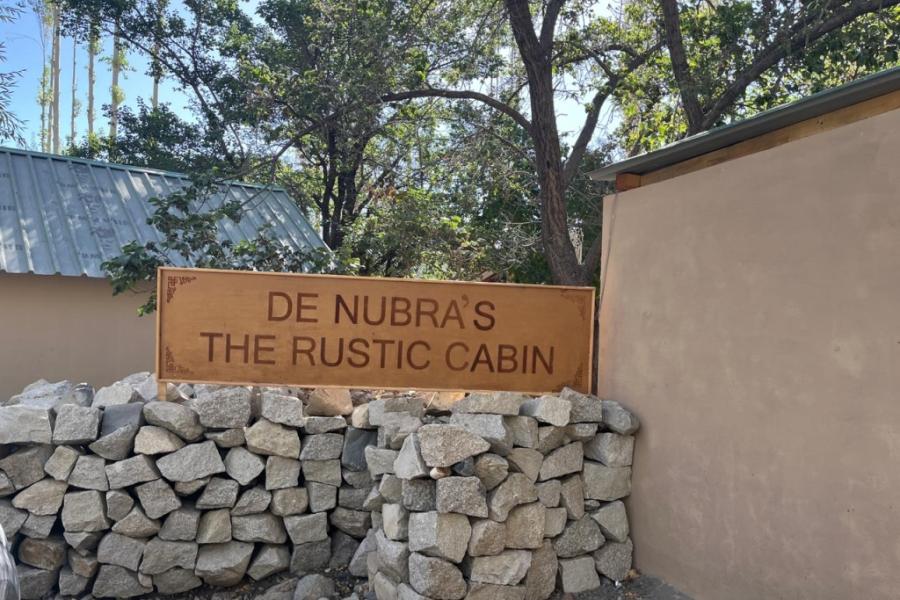 DE NUBRA'S
THE RUSTIC CABIN